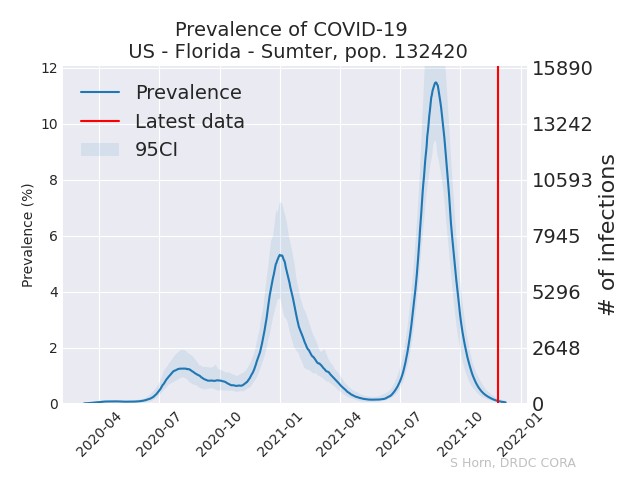 Prevalence of COVID-19
US - Florida - Sumter, pop. 132420
Prevalence
Latest data
95CI
Prevalence (%)
12
10
8
6
4
2
0
15890
13242
10593
7945
5296
2648
0
# of infections
2020-04
2020-07
2020-10
2021-01
2021-04
2021-07
2021-10
2022-01
S Horn, DRDC CORA